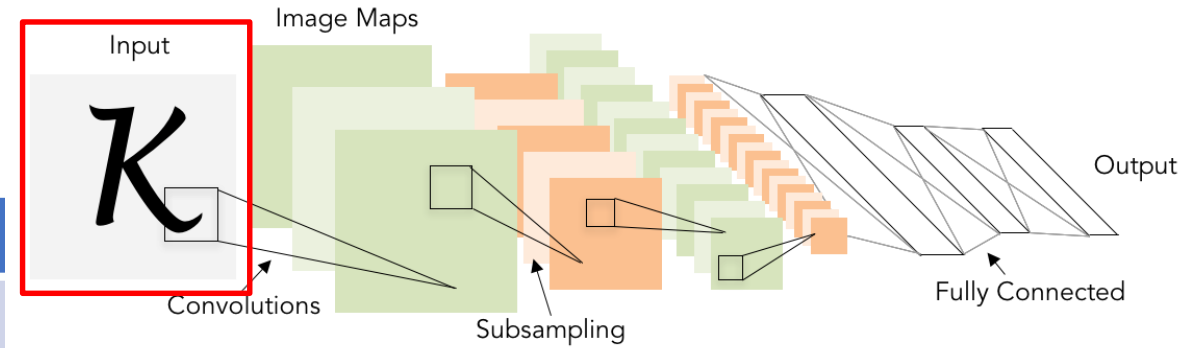 Image Maps
Input
K
Output
Convolutions
Subsampling
Fully Connected